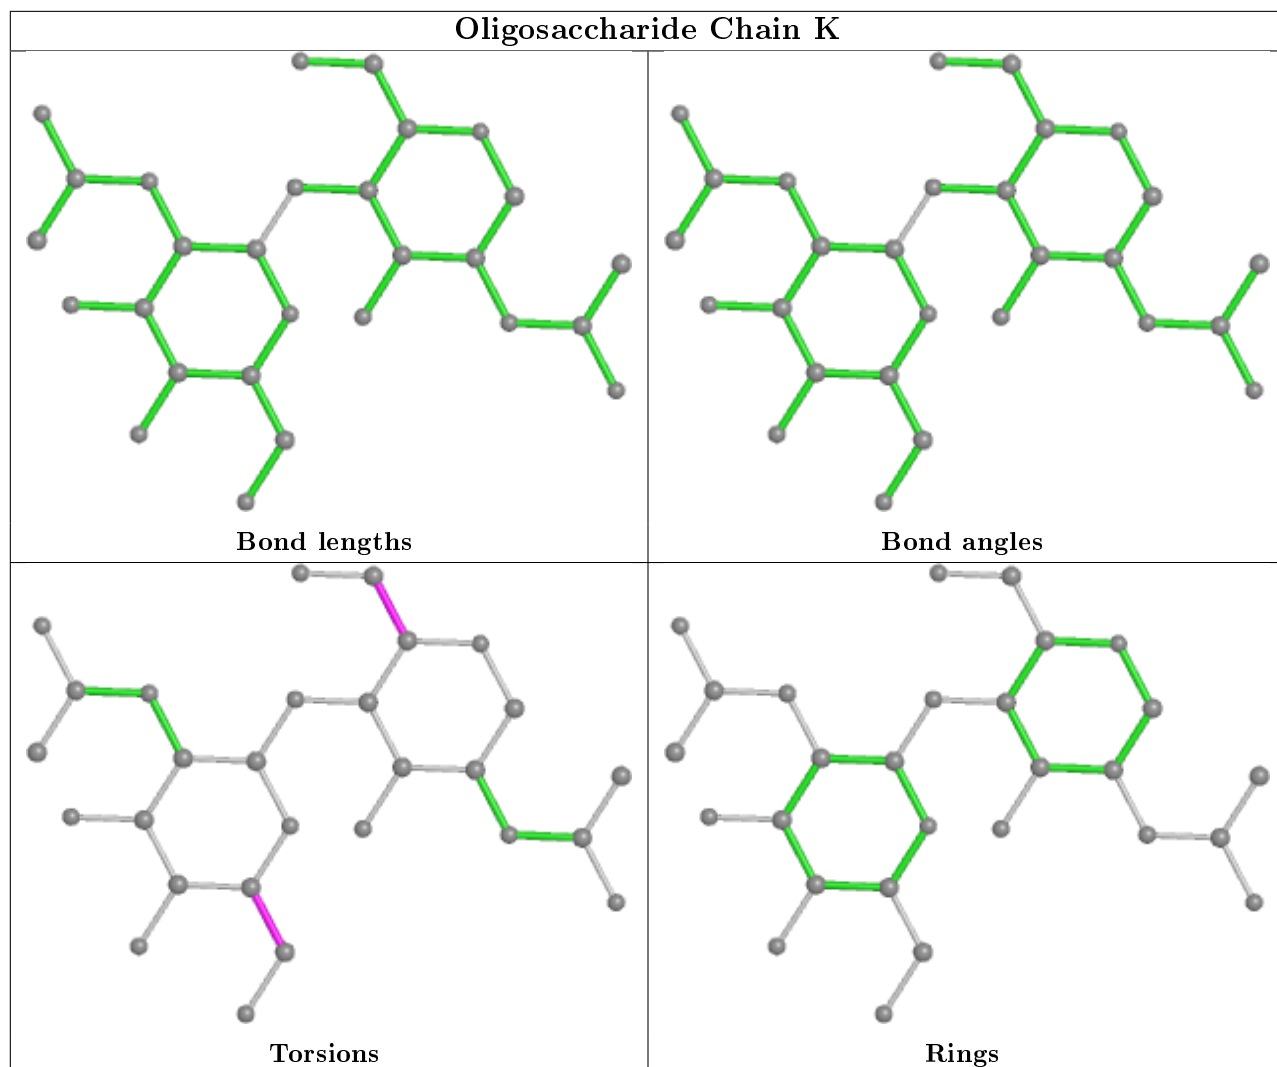 Oligosaccharide Chain K
Bond lengths
Bond angles
Torsions
Rings